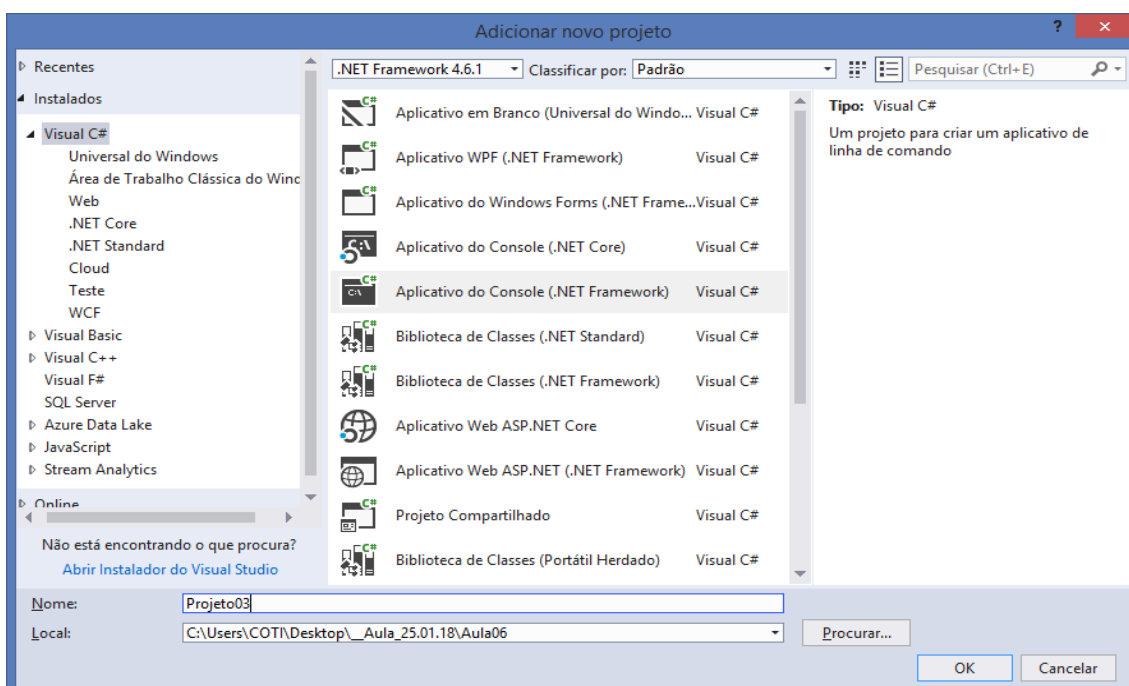 Adicionar novo projeto
?
Recentes
Instalados
Visual C#
Universal do Windows
Área de Trabalho Clássica do Wind
Web
.NET Core
.NET Standard
Cloud
Teste
WCF
Visual Basic
Visual C++
Visual F#
SQL Server
Azure Data Lake
JavaScript
Stream Analytics
Online
Não está encontrando o que procura?
Abrir Instalador do Visual Studio
.NET Framework 4.6.1 Classificar por: Padrão
Pesquisar (Ctrl+E)
Aplicativo em Branco (Universal do Windo... Visual C#
Aplicativo WPF (.NET Framework) Visual C#
Aplicativo do Windows Forms (.NET Frame... Visual C#
Aplicativo do Console (.NET Core) Visual C#
Aplicativo do Console (.NET Framework) Visual C#
Biblioteca de Classes (.NET Standard) Visual C#
Biblioteca de Classes (.NET Framework) Visual C#
Aplicativo Web ASP.NET Core Visual C#
Aplicativo Web ASP.NET (.NET Framework) Visual C#
Projeto Compartilhado Visual C#
Biblioteca de Classes (Portátil Herdado) Visual C#
Tipo: Visual C#
Um projeto para criar um aplicativo de
linha de comando
Nome: Projeto03
Local: C:\Users\COTI\Desktop\__Aula_25.01.18\Aula06
Procurar...
OK Cancelar